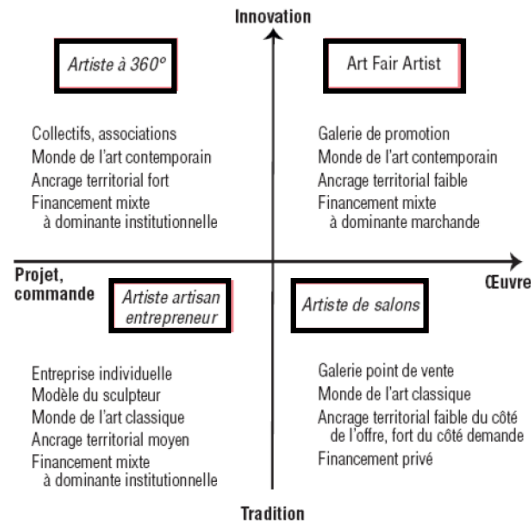 Innovation
Artiste à 360º
Collectifs, associations
Monde de l'art contemporain
Ancrage territorial fort
Financement mixte
à dominante institutionnelle
Art Fair Artist
Galerie de promotion
Monde de l'art contemporain
Ancrage territorial faible
Financement mixte
à dominante marchande
Projet,
commande
Œuvre
Artiste artisan
entrepreneur
Entreprise individuelle
Modèle du sculpteur
Monde de l'art classique
Ancrage territorial moyen
Financement mixte
à dominante institutionnelle
Artiste de salons
Galerie point de vente
Monde de l'art classique
Ancrage territorial faible du côté
de l'offre, fort du côté demande
Financement privé
Tradition